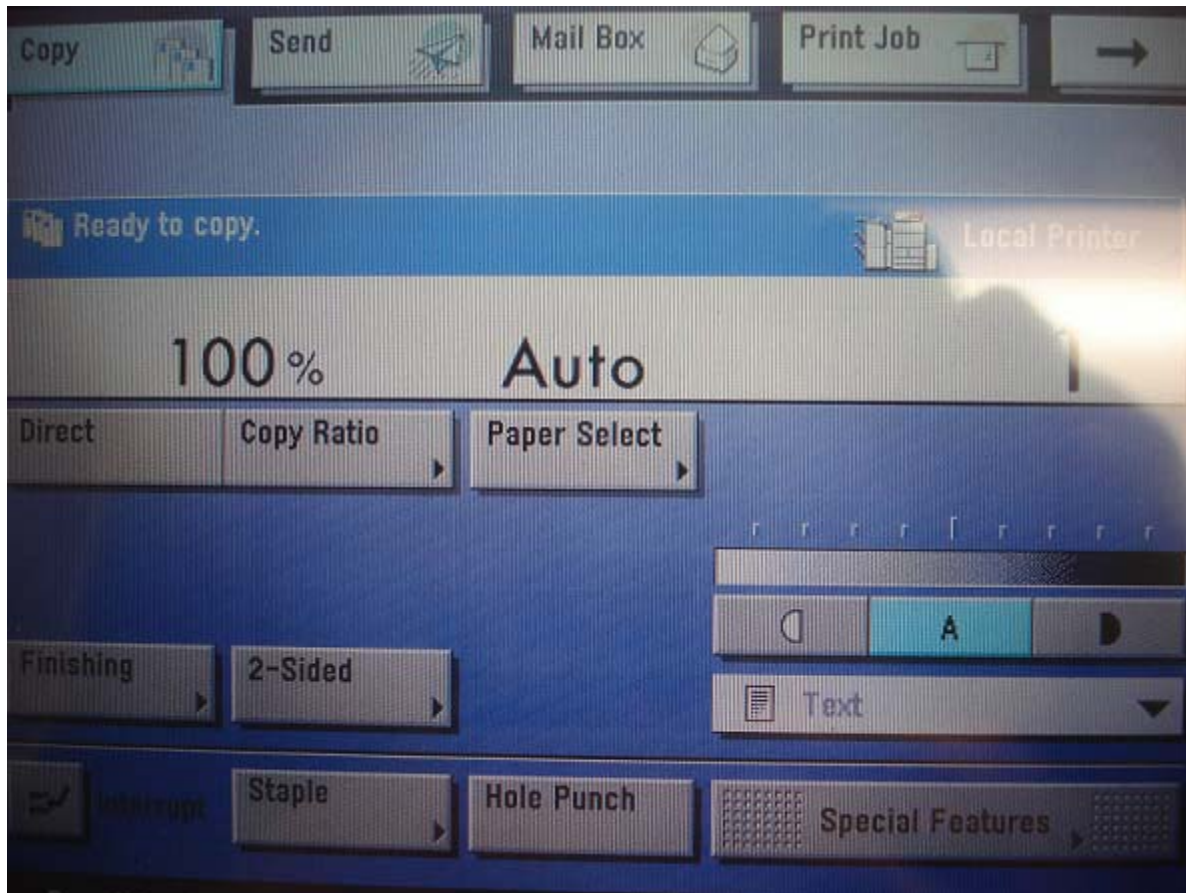 Copy Send Mail Box Print Job
Ready to copy. Local Printer
100% Auto 1
Direct Copy Ratio Paper Select
A
Finishing 2-Sided
Text
Interrupt Staple Hole Punch Special Features